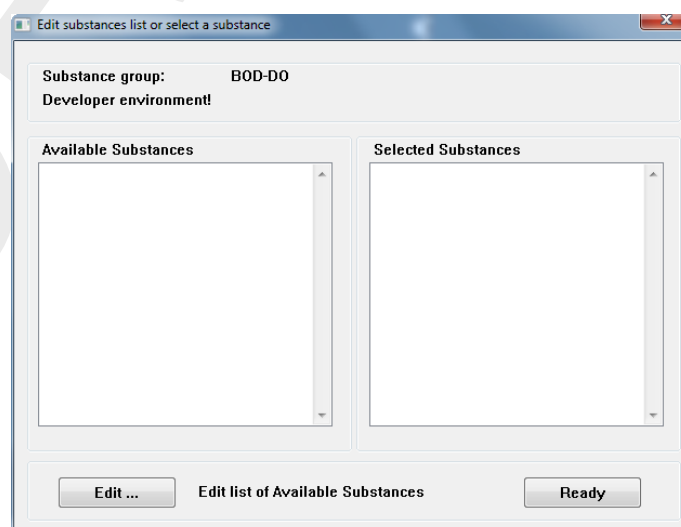 Edit substances list or select a substance
Substance group: BOD-DO
Developer environment!
Available Substances
Selected Substances
Edit ...
Edit list of Available Substances
Ready